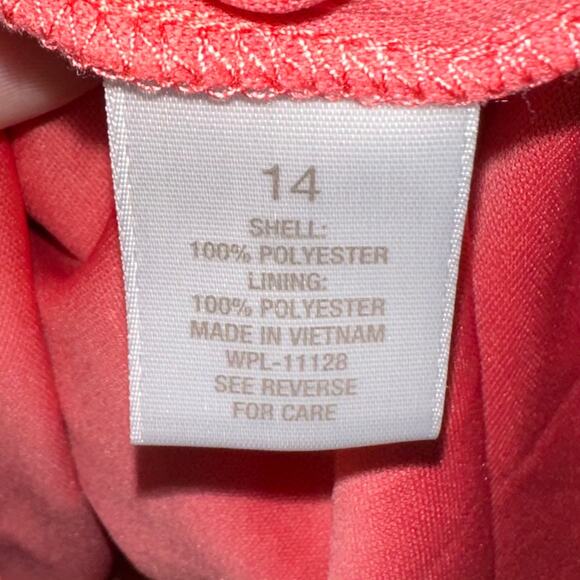 14
SHELL:
100% POLYESTER
LINING:
100% POLYESTER
MADE IN VIETNAM
WPL-11128
SEE REVERSE
FOR CARE